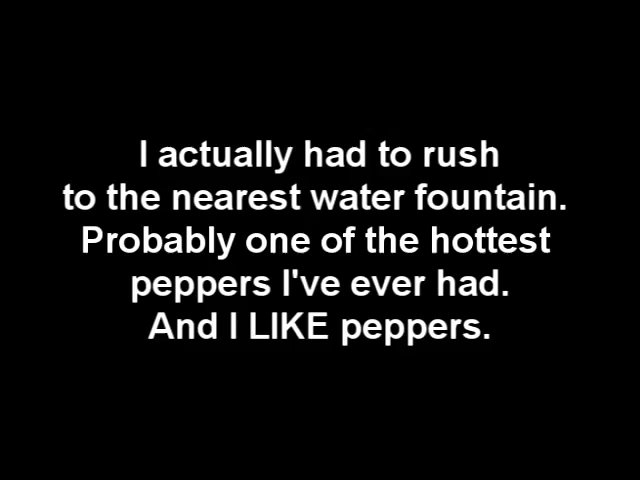 I actually had to rush
to the nearest water fountain.
Probably one of the hottest
peppers I've ever had.
And I LIKE peppers.